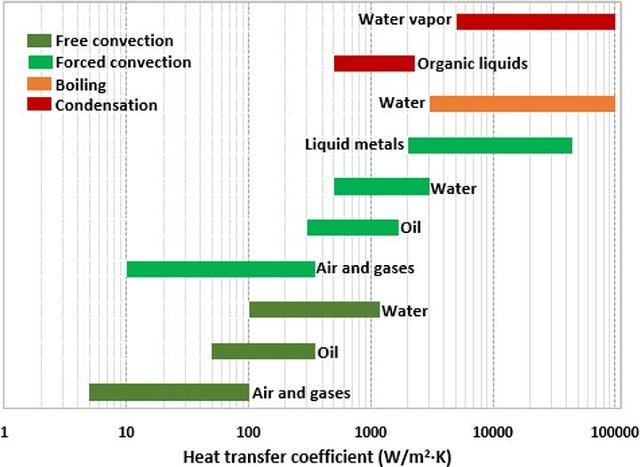 Water vapor
Free convection
Forced convection
Organic liquids
Boiling
Water
Condensation
Liquid metals
Water
Oil
Air and gases
Water
Oil
Air and gases
1 10 100 1000 10000 100000
Heat transfer coefficient (W/m²·K)